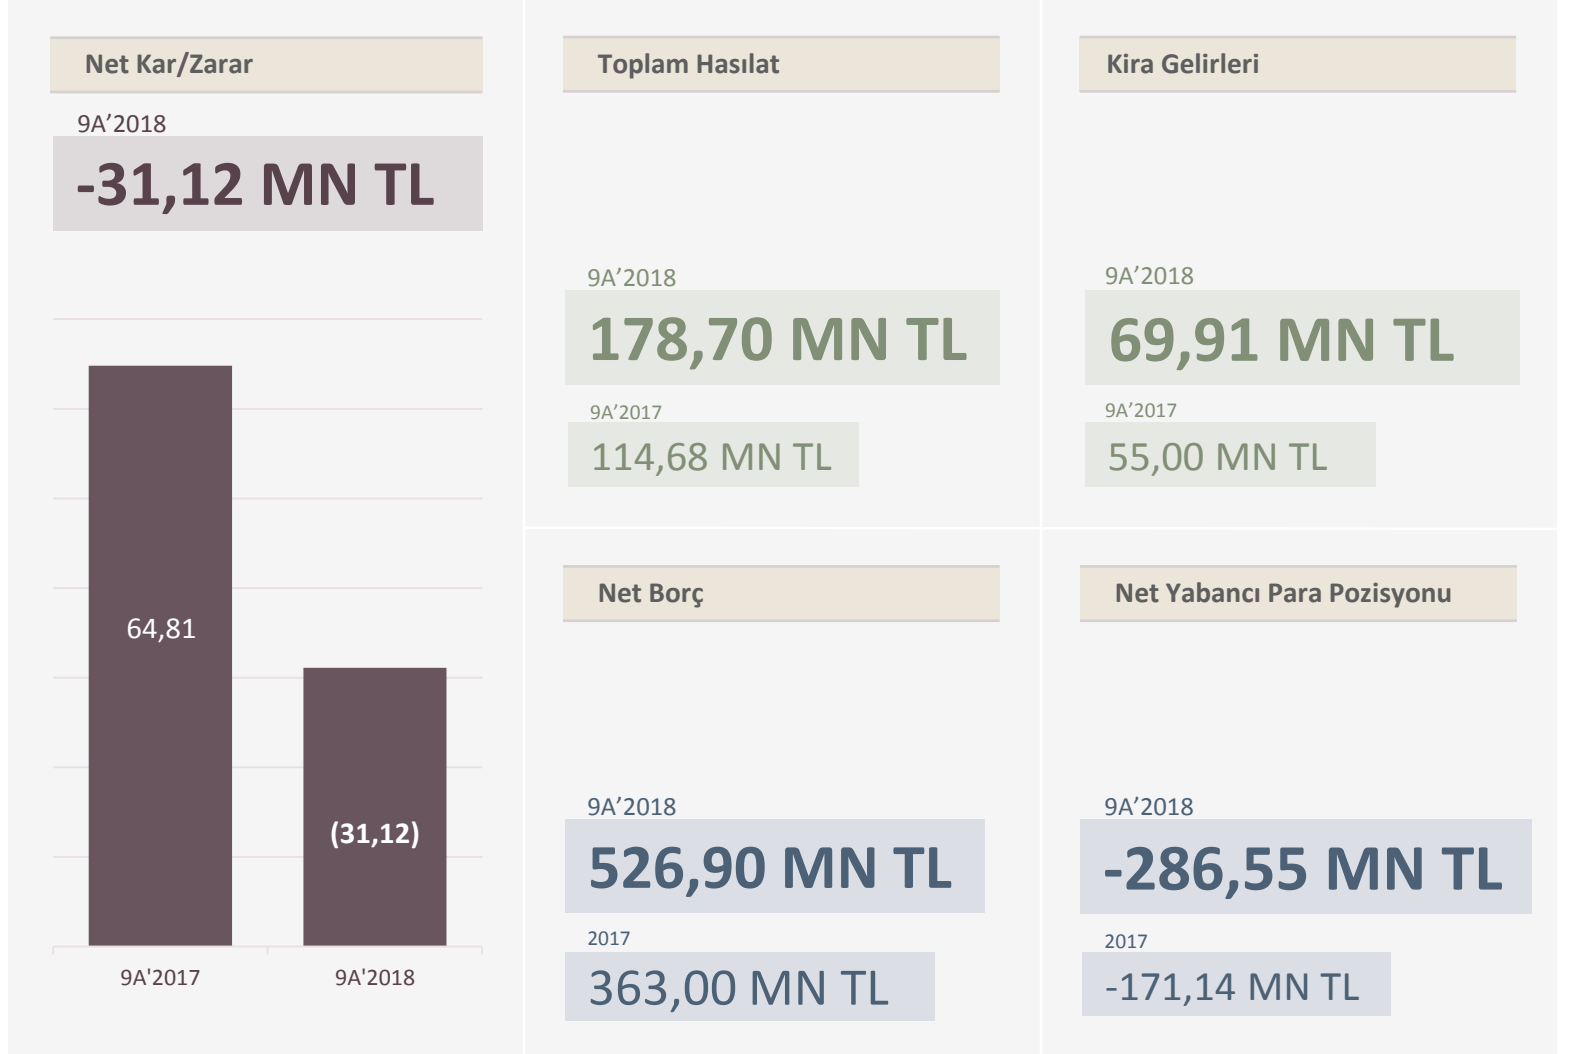 Net Kar/Zarar
9A’2018
-31,12 MN TL
64,81
(31,12)
9A'2017
9A'2018
Toplam Hasılat
9A’2018
178,70 MN TL
9A’2017
114,68 MN TL
Kira Gelirleri
9A’2018
69,91 MN TL
9A’2017
55,00 MN TL
Net Borç
9A’2018
526,90 MN TL
2017
363,00 MN TL
Net Yabancı Para Pozisyonu
9A’2018
-286,55 MN TL
2017
-171,14 MN TL